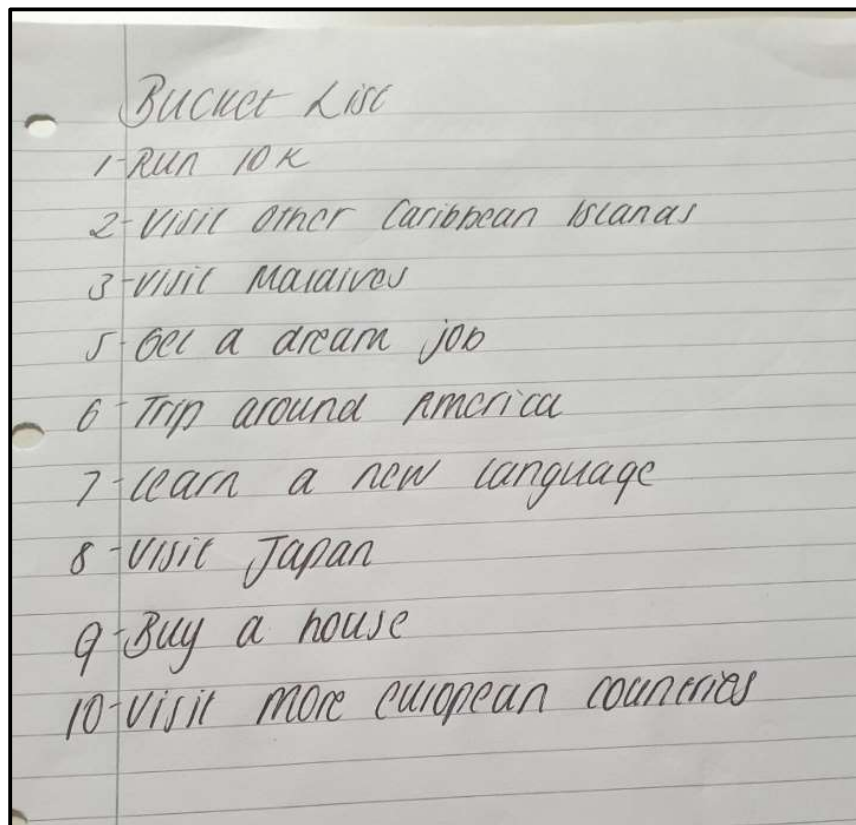 Bucket List
1- Run 10K
2- Visit other Caribbean Islands
3- Visit Maldives
5- Get a dream job
6- Trip around America
7- learn a new language
8- Visit Japan
9- Buy a house
10- Visit more european countries